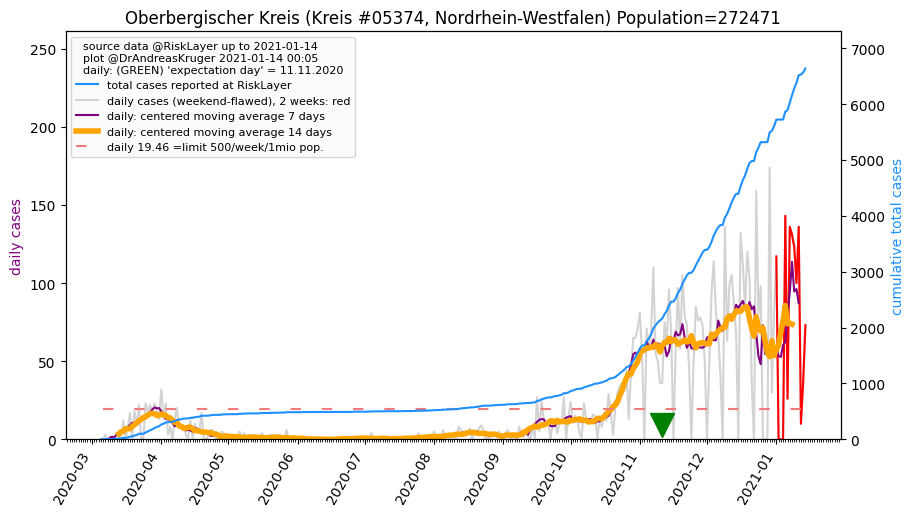 Oberbergischer Kreis (Kreis #05374, Nordrhein-Westfalen) Population=272471
source data @RiskLayer up to 2021-01-14
plot @DrAndreasKruger 2021-01-14 00:05
daily: (GREEN) 'expectation day' = 11.11.2020
total cases reported at RiskLayer
daily cases (weekend-flawed), 2 weeks: red
daily: centered moving average 7 days
daily: centered moving average 14 days
daily 19.46 =limit 500/week/1mio pop.
daily cases
250
200
150
100
50
0
cumulative total cases
7000
6000
5000
4000
3000
2000
1000
0
2020-03
2020-04
2020-05
2020-06
2020-07
2020-08
2020-09
2020-10
2020-11
2020-12
2021-01